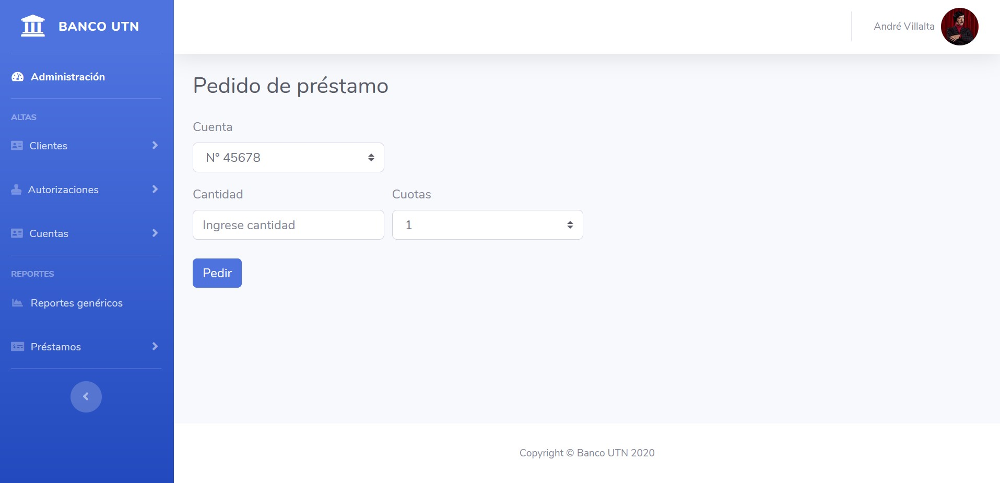 BANCO UTN
André Villalta
Administración
ALTAS
Clientes
Autorizaciones
Cuentas
REPORTES
Reportes genéricos
Préstamos
Pedido de préstamo
Cuenta
N° 45678
Cantidad
Cuotas
Ingrese cantidad
1
Pedir
Copyright © Banco UTN 2020